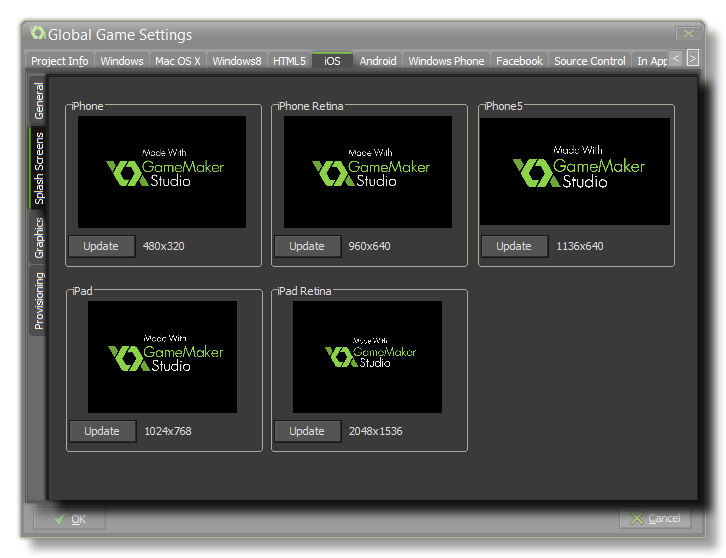 Global Game Settings
Project Info Windows Mac OS X Windows8 HTML5 iOS Android Windows Phone Facebook Source Control In App < >
General
Splash Screens
Graphics
Provisioning
iPhone
Made With
GameMaker
Studio
Update 480x320
iPhone Retina
Made With
GameMaker
Studio
Update 960x640
iPhone5
Made With
GameMaker
Studio
Update 1136x640
iPad
Made With
GameMaker
Studio
Update 1024x768
iPad Retina
Made With
GameMaker
Studio
Update 2048x1536
OK
Cancel